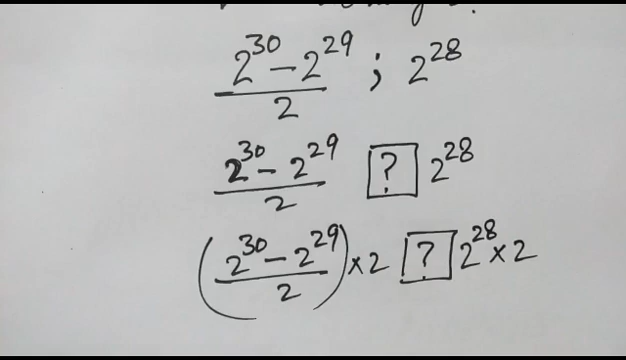 2^30 - 2^29 / 2 ; 2^28
2^30 - 2^29 / 2 ? 2^28
(2^30 - 2^29 / 2) × 2 ? 2^28 × 2